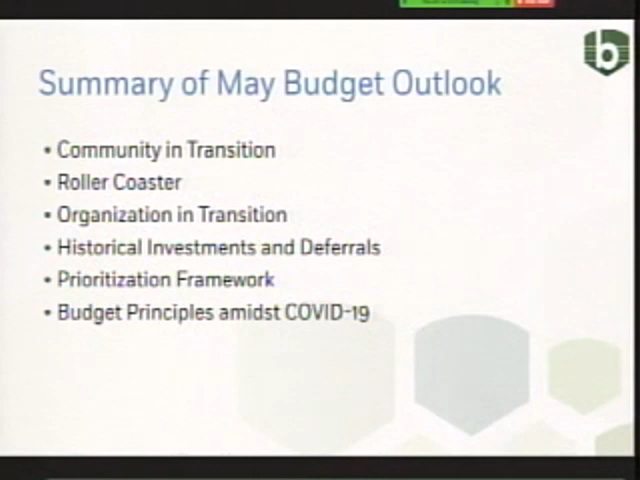 b
Summary of May Budget Outlook
• Community in Transition
• Roller Coaster
• Organization in Transition
• Historical Investments and Deferrals
• Prioritization Framework
• Budget Principles amidst COVID-19